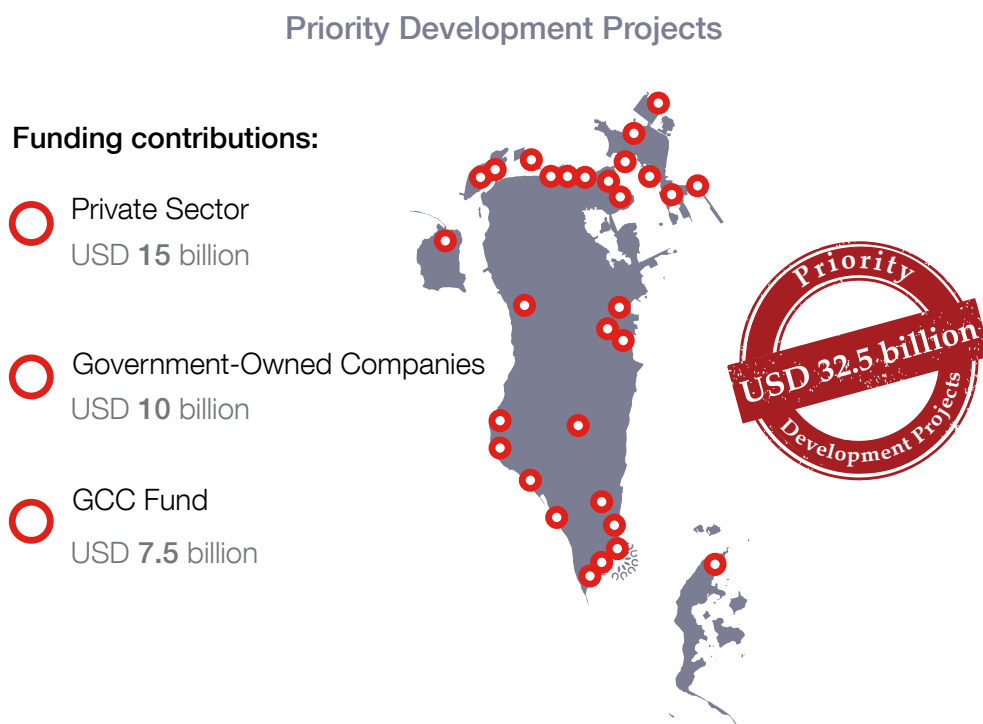 Priority Development Projects
Funding contributions:
Private Sector
USD 15 billion
Government-Owned Companies
USD 10 billion
GCC Fund
USD 7.5 billion
Priority
USD 32.5 billion
Development Projects